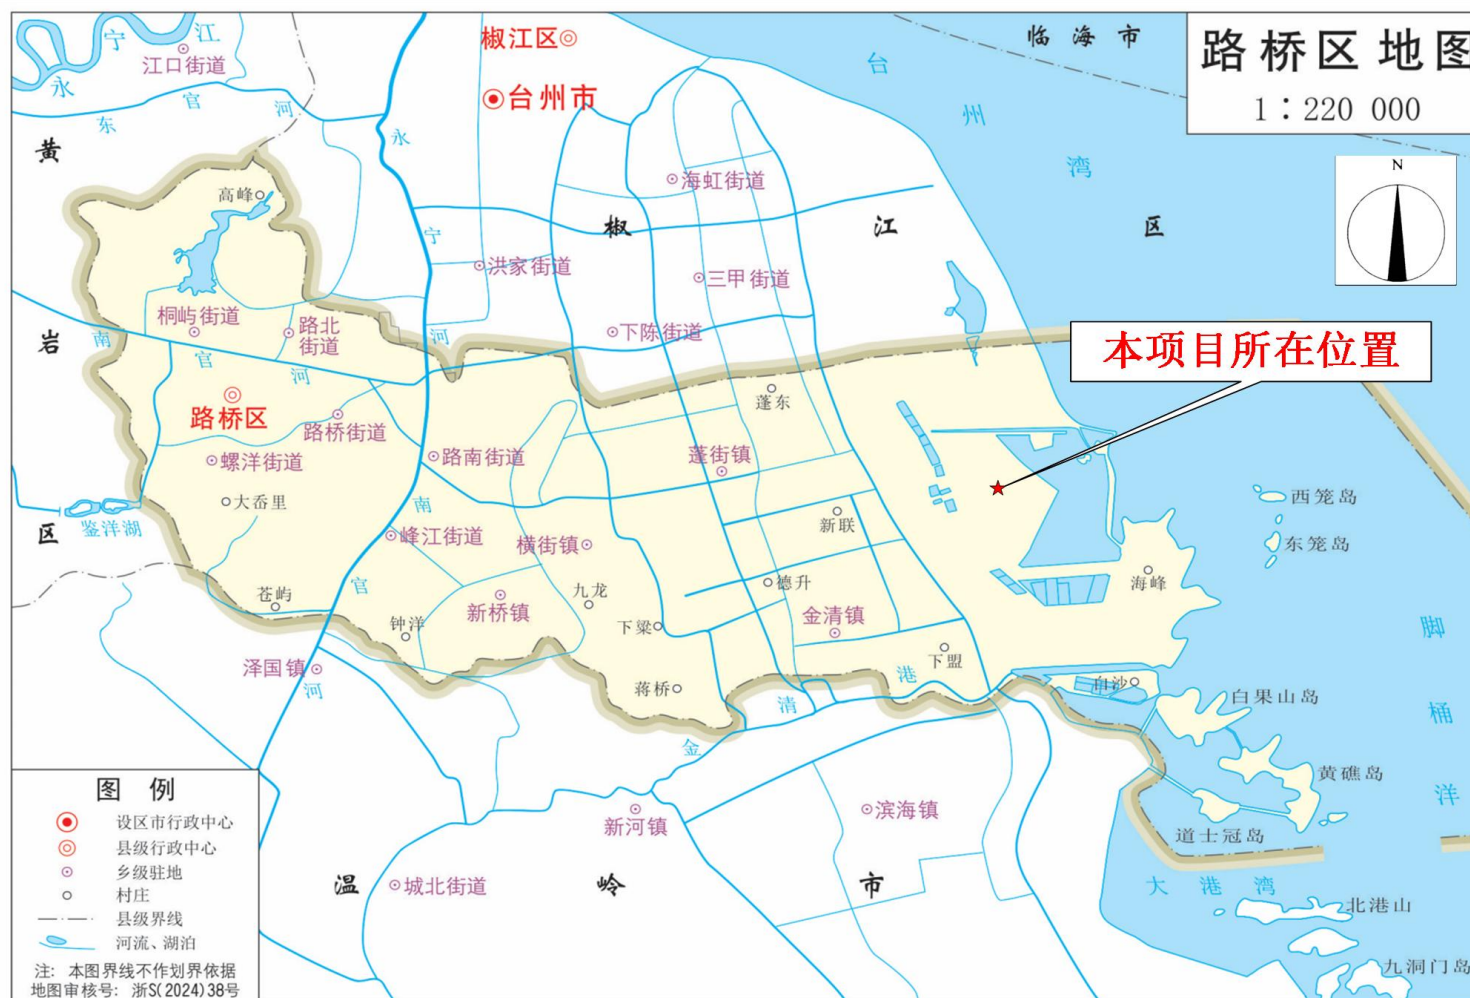 路桥区地图
1：220 000
N
本项目所在位置
临海市
台州湾
椒江区
台州市
永宁江
江口街道
东官河
永宁河
黄岩区
高峰
海虹街道
椒江区
洪家街道
三甲街道
下陈街道
桐屿街道
路北
街道
南官河
路桥区
路桥街道
螺洋街道
路南街道
蓬东
蓬街镇
大岙里
鉴洋湖
南官河
峰江街道
横街镇
新联
西笼岛
东笼岛
海峰
苍屿
钟洋
新桥镇
九龙
下梁
德升
金清镇
下盟
泽国镇
蒋桥
金清港
白沙
白果山岛
黄礁岛
道士冠岛
脚桶洋
大港湾
北港山
九洞门岛
新河镇
滨海镇
城北街道
温岭市
图 例
设区市行政中心
县级行政中心
乡级驻地
村庄
县级界线
河流、湖泊
注: 本图界线不作划界依据
地图审核号: 浙S(2024)38号